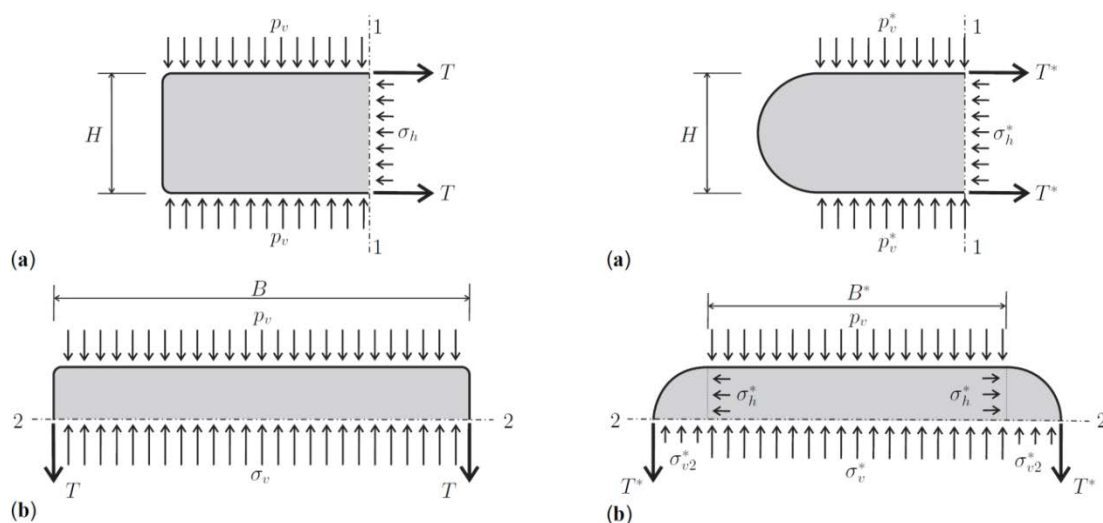 p_v
1
T
H
σ_h
T
p_v
1
(a)
B
p_v
2
2
T
σ_v
T
(b)
p_v^*
1
T^*
H
σ_h^*
T^*
p_v^*
1
(a)
B^*
p_v
σ_h^*
σ_h^*
2
2
σ_{v2}^*
σ_{v2}^*
T^*
σ_v^*
T^*
(b)